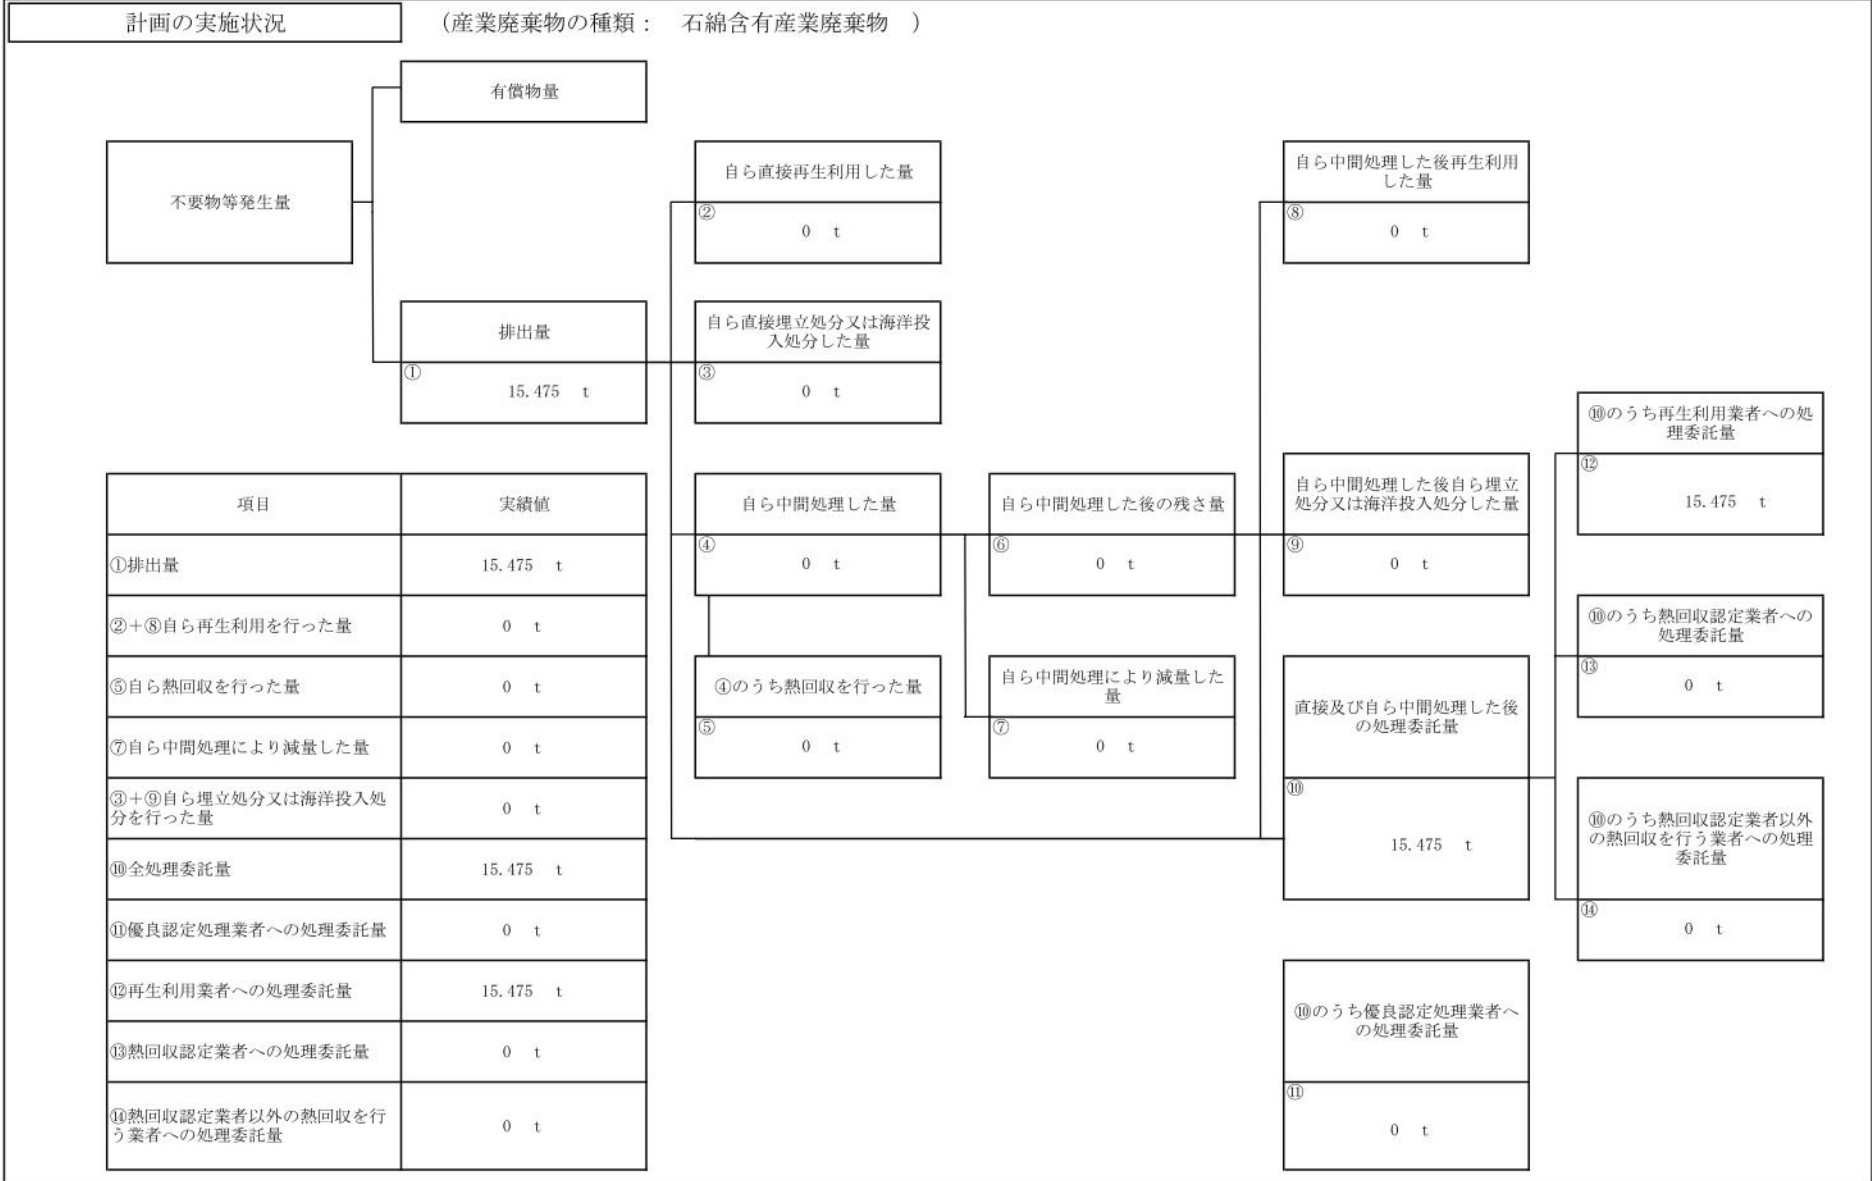 計画の実施状況
（産業廃棄物の種類： 石綿含有産業廃棄物 ）
有償物量
不要物等発生量
自ら直接再生利用した量
②
0 t
自ら中間処理した後再生利用
した量
⑧
0 t
排出量
①
15.475 t
自ら直接埋立処分又は海洋投
入処分した量
③
0 t
⑩のうち再生利用業者への処
理委託量
⑫
15.475 t
項目 実績値
①排出量 15.475 t
②＋⑧自ら再生利用を行った量 0 t
⑤自ら熱回収を行った量 0 t
⑦自ら中間処理により減量した量 0 t
③＋⑨自ら埋立処分又は海洋投入処
分を行った量
0 t
⑩全処理委託量 15.475 t
⑪優良認定処理業者への処理委託量 0 t
⑫再生利用業者への処理委託量 15.475 t
⑬熱回収認定業者への処理委託量 0 t
⑭熱回収認定業者以外の熱回収を行
う業者への処理委託量
0 t
自ら中間処理した量
④
0 t
自ら中間処理した後の残さ量
⑥
0 t
自ら中間処理した後自ら埋立
処分又は海洋投入処分した量
⑨
0 t
④のうち熱回収を行った量
⑤
0 t
自ら中間処理により減量した
量
⑦
0 t
直接及び自ら中間処理した後
の処理委託量
⑩
15.475 t
⑩のうち熱回収認定業者への
処理委託量
⑬
0 t
⑩のうち熱回収認定業者以外
の熱回収を行う業者への処理
委託量
⑭
0 t
⑩のうち優良認定処理業者へ
の処理委託量
⑪
0 t